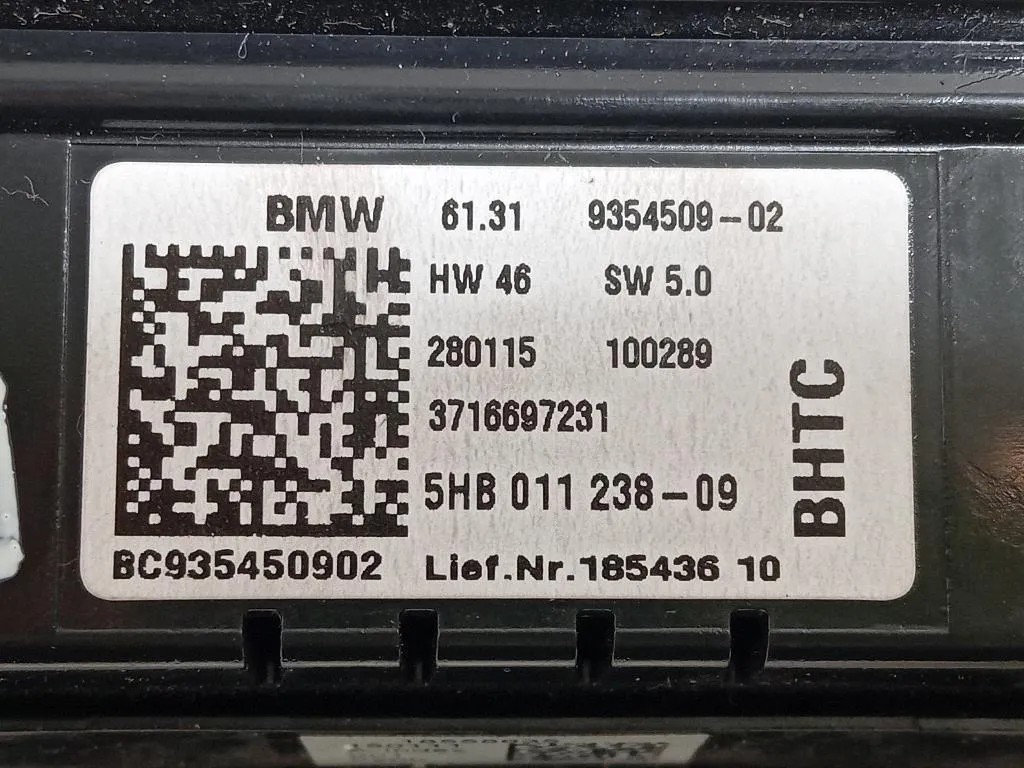 BMW 61.31 9354509-02
HW 46 SW 5.0
280115 100289
3716697231
5HB 011 238-09
BHTC
BC935450902 Lief.Nr.185436 10